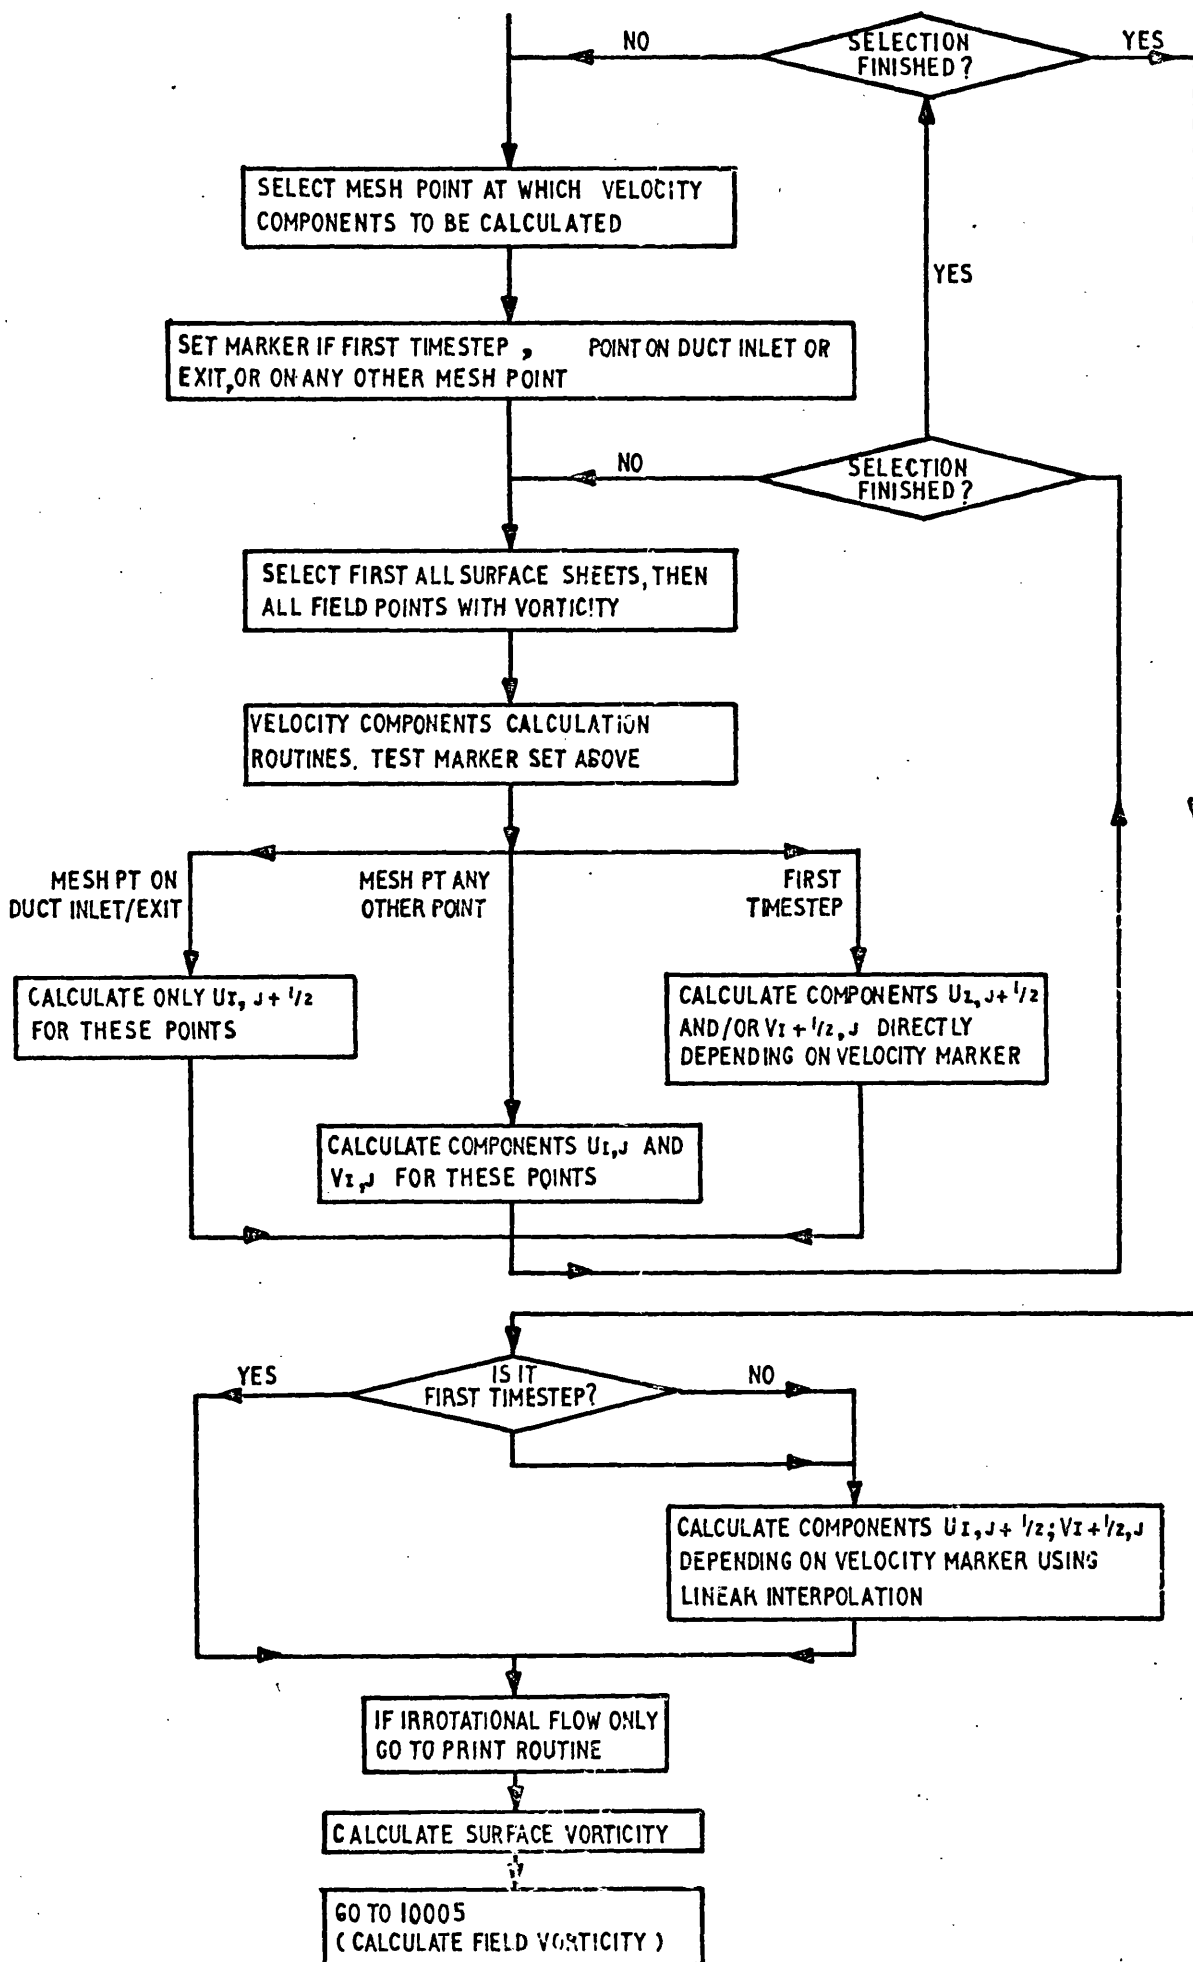 NO
SELECTION
FINISHED?
YES
SELECT MESH POINT AT WHICH VELOCITY
COMPONENTS TO BE CALCULATED
YES
SET MARKER IF FIRST TIMESTEP, POINT ON DUCT INLET OR
EXIT, OR ON ANY OTHER MESH POINT
NO
SELECTION
FINISHED?
SELECT FIRST ALL SURFACE SHEETS, THEN
ALL FIELD POINTS WITH VORTICITY
VELOCITY COMPONENTS CALCULATION
ROUTINES. TEST MARKER SET ABOVE
MESH PT ON
DUCT INLET/EXIT
MESH PT ANY
OTHER POINT
FIRST
TIMESTEP
CALCULATE ONLY UI, J+1/2
FOR THESE POINTS
CALCULATE COMPONENTS UI, J+1/2
AND/OR VI+1/2, J DIRECTLY
DEPENDING ON VELOCITY MARKER
CALCULATE COMPONENTS UI,J AND
VI,J FOR THESE POINTS
YES
IS IT
FIRST TIMESTEP?
NO
CALCULATE COMPONENTS UI, J+1/2; VI+1/2, J
DEPENDING ON VELOCITY MARKER USING
LINEAR INTERPOLATION
IF IRROTATIONAL FLOW ONLY
GO TO PRINT ROUTINE
CALCULATE SURFACE VORTICITY
GO TO 10005
(CALCULATE FIELD VORTICITY)